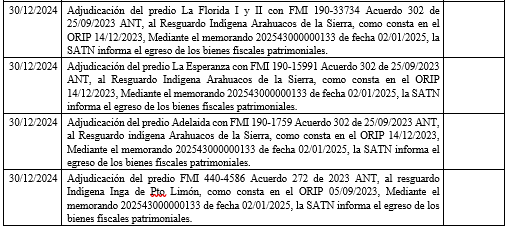 30/12/2024 Adjudicación del predio La Florida I y II con FMI 190-33734 Acuerdo 302 de
25/09/2023 ANT, al Resguardo Indígena Arahuacos de la Sierra, como consta en el
ORIP 14/12/2023, Mediante el memorando 202543000000133 de fecha 02/01/2025, la
SATN informa el egreso de los bienes fiscales patrimoniales.
30/12/2024 Adjudicación del predio La Esperanza con FMI 190-15991 Acuerdo 302 de 25/09/2023
ANT, al Resguardo Indígena Arahuacos de la Sierra, como consta en el ORIP
14/12/2023, Mediante el memorando 202543000000133 de fecha 02/01/2025, la SATN
informa el egreso de los bienes fiscales patrimoniales.
30/12/2024 Adjudicación del predio Adelaida con FMI 190-1759 Acuerdo 302 de 25/09/2023 ANT,
al Resguardo indígena Arahuacos de la Sierra, como consta en el ORIP 14/12/2023,
Mediante el memorando 202543000000133 de fecha 02/01/2025, la SATN informa el
egreso de los bienes fiscales patrimoniales.
30/12/2024 Adjudicación del predio FMI 440-4586 Acuerdo 272 de 2023 ANT, al resguardo
Indígena Inga de Pto Limón, como consta en el ORIP 05/09/2023, Mediante el
memorando 202543000000133 de fecha 02/01/2025, la SATN informa el egreso de los
bienes fiscales patrimoniales.